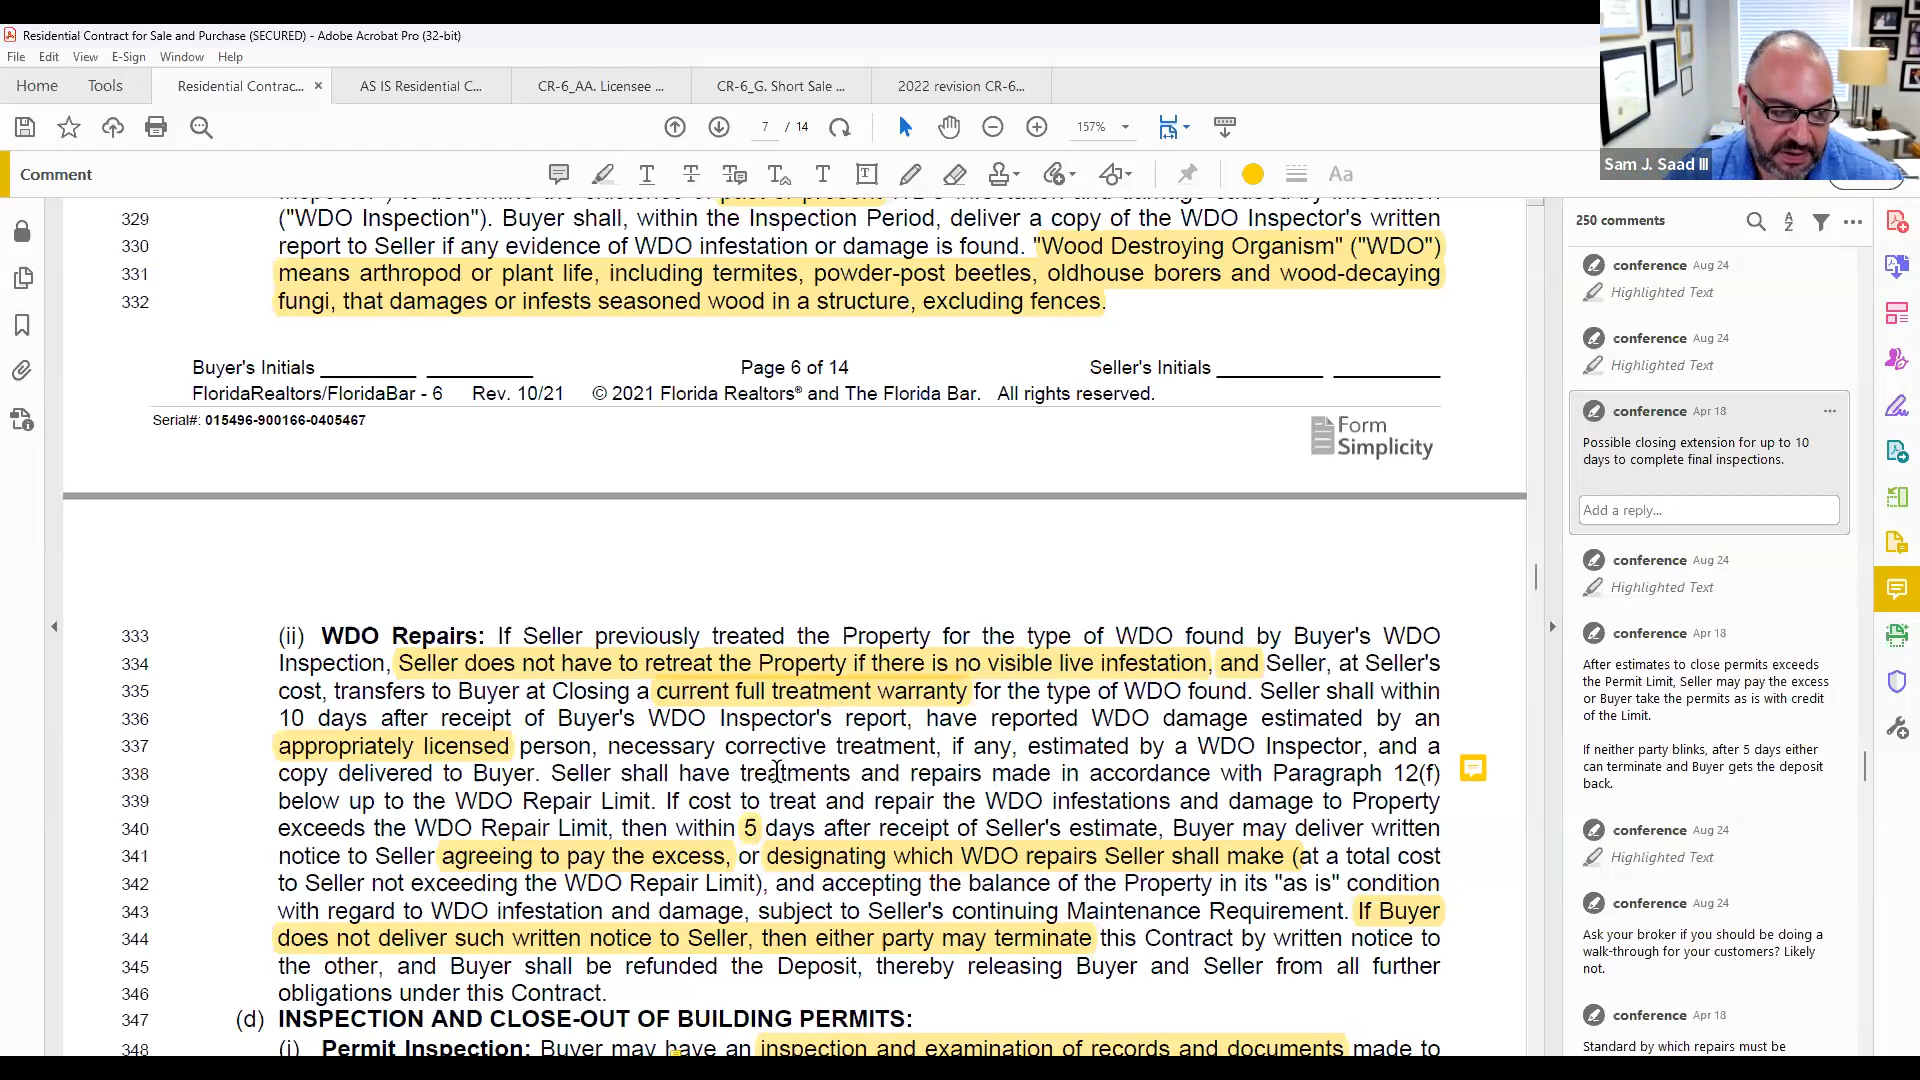 Residential Contract for Sale and Purchase (SECURED) - Adobe Acrobat Pro (32-bit)
File Edit View E-Sign Window Help
Home Tools Residential Contrac... × AS IS Residential C... CR-6_AA. Licensee ... CR-6_G. Short Sale ... 2022 revision CR-6...
7 / 14 157%
Comment
Aa
Sam J. Saad III
329 ("WDO Inspection"). Buyer shall, within the Inspection Period, deliver a copy of the WDO Inspector's written
330 report to Seller if any evidence of WDO infestation or damage is found. "Wood Destroying Organism" ("WDO")
331 means arthropod or plant life, including termites, powder-post beetles, oldhouse borers and wood-decaying
332 fungi, that damages or infests seasoned wood in a structure, excluding fences.
Buyer's Initials Page 6 of 14 Seller's Initials
FloridaRealtors/FloridaBar - 6 Rev. 10/21 © 2021 Florida Realtors® and The Florida Bar. All rights reserved.
Serial#: 015496-900166-0405467
Form
Simplicity
333 (ii) WDO Repairs: If Seller previously treated the Property for the type of WDO found by Buyer's WDO
334 Inspection, Seller does not have to retreat the Property if there is no visible live infestation, and Seller, at Seller's
335 cost, transfers to Buyer at Closing a current full treatment warranty for the type of WDO found. Seller shall within
336 10 days after receipt of Buyer's WDO Inspector's report, have reported WDO damage estimated by an
337 appropriately licensed person, necessary corrective treatment, if any, estimated by a WDO Inspector, and a
338 copy delivered to Buyer. Seller shall have treatments and repairs made in accordance with Paragraph 12(f)
339 below up to the WDO Repair Limit. If cost to treat and repair the WDO infestations and damage to Property
340 exceeds the WDO Repair Limit, then within 5 days after receipt of Seller's estimate, Buyer may deliver written
341 notice to Seller agreeing to pay the excess, or designating which WDO repairs Seller shall make (at a total cost
342 to Seller not exceeding the WDO Repair Limit), and accepting the balance of the Property in its "as is" condition
343 with regard to WDO infestation and damage, subject to Seller's continuing Maintenance Requirement. If Buyer
344 does not deliver such written notice to Seller, then either party may terminate this Contract by written notice to
345 the other, and Buyer shall be refunded the Deposit, thereby releasing Buyer and Seller from all further
346 obligations under this Contract.
347 (d) INSPECTION AND CLOSE-OUT OF BUILDING PERMITS:
348 (i) Permit Inspection: Buyer may have an inspection and examination of records and documents made to
250 comments
conference Aug 24
Highlighted Text
conference Aug 24
Highlighted Text
conference Apr 18
Possible closing extension for up to 10
days to complete final inspections.
Add a reply...
conference Aug 24
Highlighted Text
conference Apr 18
After estimates to close permits exceeds
the Permit Limit, Seller may pay the excess
or Buyer take the permits as is with credit
of the Limit.
If neither party blinks, after 5 days either
can terminate and Buyer gets the deposit
back.
conference Aug 24
Highlighted Text
conference Aug 24
Ask your broker if you should be doing a
walk-through for your customers? Likely
not.
conference Apr 18
Standard by which repairs must be